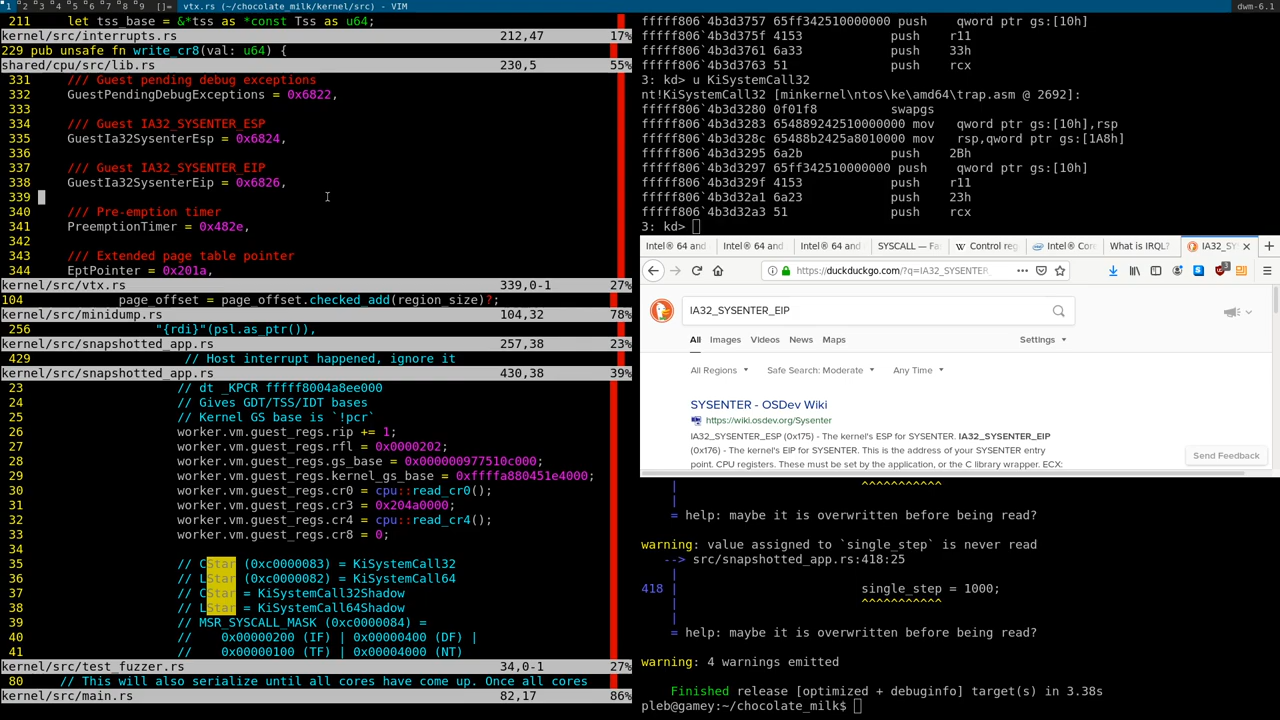 1 2 3 4 5 6 7 8 9 []= vtx.rs (~/chocolate_milk/kernel/src) - VIM dwm-6.1
211 let tss_base = &*tss as *const Tss as u64;
kernel/src/interrupts.rs 212,47 17%
229 pub unsafe fn write_cr8(val: u64) {
shared/cpu/src/lib.rs 230,5 55%
331 /// Guest pending debug exceptions
332 GuestPendingDebugExceptions = 0x6822,
333
334 /// Guest IA32_SYSENTER_ESP
335 GuestIa32SysenterEsp = 0x6824,
336
337 /// Guest IA32_SYSENTER_EIP
338 GuestIa32SysenterEip = 0x6826,
339
340 /// Pre-emption timer
341 PreemptionTimer = 0x482e,
342
343 /// Extended page table pointer
344 EptPointer = 0x201a,
kernel/src/vtx.rs 339,0-1 27%
104 page_offset = page_offset.checked_add(region_size)?;
kernel/src/minidump.rs 104,32 78%
256 "{rdi}"(psl.as_ptr()),
kernel/src/snapshotted_app.rs 257,38 23%
429 // Host interrupt happened, ignore it
kernel/src/snapshotted_app.rs 430,38 39%
23 // dt _KPCR fffff8004a8ee000
24 // Gives GDT/TSS/IDT bases
25 // Kernel GS base is `!pcr`
26 worker.vm.guest_regs.rip += 1;
27 worker.vm.guest_regs.rfl = 0x0000202;
28 worker.vm.guest_regs.gs_base = 0x000000977510c000;
29 worker.vm.guest_regs.kernel_gs_base = 0xffffa880451e4000;
30 worker.vm.guest_regs.cr0 = cpu::read_cr0();
31 worker.vm.guest_regs.cr3 = 0x204a0000;
32 worker.vm.guest_regs.cr4 = cpu::read_cr4();
33 worker.vm.guest_regs.cr8 = 0;
34
35 // CStar (0xc0000083) = KiSystemCall32
36 // LStar (0xc0000082) = KiSystemCall64
37 // CStar = KiSystemCall32Shadow
38 // LStar = KiSystemCall64Shadow
39 // MSR_SYSCALL_MASK (0xc0000084) =
40 // 0x00000200 (IF) | 0x00000400 (DF) |
41 // 0x00000100 (TF) | 0x00004000 (NT)
kernel/src/test_fuzzer.rs 34,0-1 27%
80 // This will also serialize until all cores have come up. Once all cores
kernel/src/main.rs 82,17 86%
fffff806`4b3d3757 65ff342510000000 push qword ptr gs:[10h]
fffff806`4b3d375f 4153 push r11
fffff806`4b3d3761 6a33 push 33h
fffff806`4b3d3763 51 push rcx
3: kd> u KiSystemCall32
nt!KiSystemCall32 [minkernel\ntos\ke\amd64\trap.asm @ 2692]:
fffff806`4b3d3280 0f01f8 swapgs
fffff806`4b3d3283 654889242510000000 mov qword ptr gs:[10h],rsp
fffff806`4b3d328c 65488b2425a8010000 mov rsp,qword ptr gs:[1A8h]
fffff806`4b3d3295 6a2b push 2Bh
fffff806`4b3d3297 65ff342510000000 push qword ptr gs:[10h]
fffff806`4b3d329f 4153 push r11
fffff806`4b3d32a1 6a23 push 23h
fffff806`4b3d32a3 51 push rcx
3: kd>
Intel® 64 and Intel® 64 and Intel® 64 and SYSCALL — Fa W Control reg Intel® Core What is IRQL? IA32_S
https://duckduckgo.com/?q=IA32_SYSENTER_
IA32_SYSENTER_EIP
All Images Videos News Maps Settings
All Regions Safe Search: Moderate Any Time
SYSENTER - OSDev Wiki
https://wiki.osdev.org/Sysenter
IA32_SYSENTER_ESP (0x175) - The kernel's ESP for SYSENTER. IA32_SYSENTER_EIP
(0x176) - The kernel's EIP for SYSENTER. This is the address of your SYSENTER entry
point. CPU registers. These must be set by the application, or the C library wrapper. ECX:
Send Feedback
| ^^^^^^^^^^^
|
= help: maybe it is overwritten before being read?
warning: value assigned to `single_step` is never read
--> src/snapshotted_app.rs:418:25
|
418 | single_step = 1000;
| ^^^^^^^^^^^
|
= help: maybe it is overwritten before being read?
warning: 4 warnings emitted
Finished release [optimized + debuginfo] target(s) in 3.38s
pleb@gamey:~/chocolate_milk$